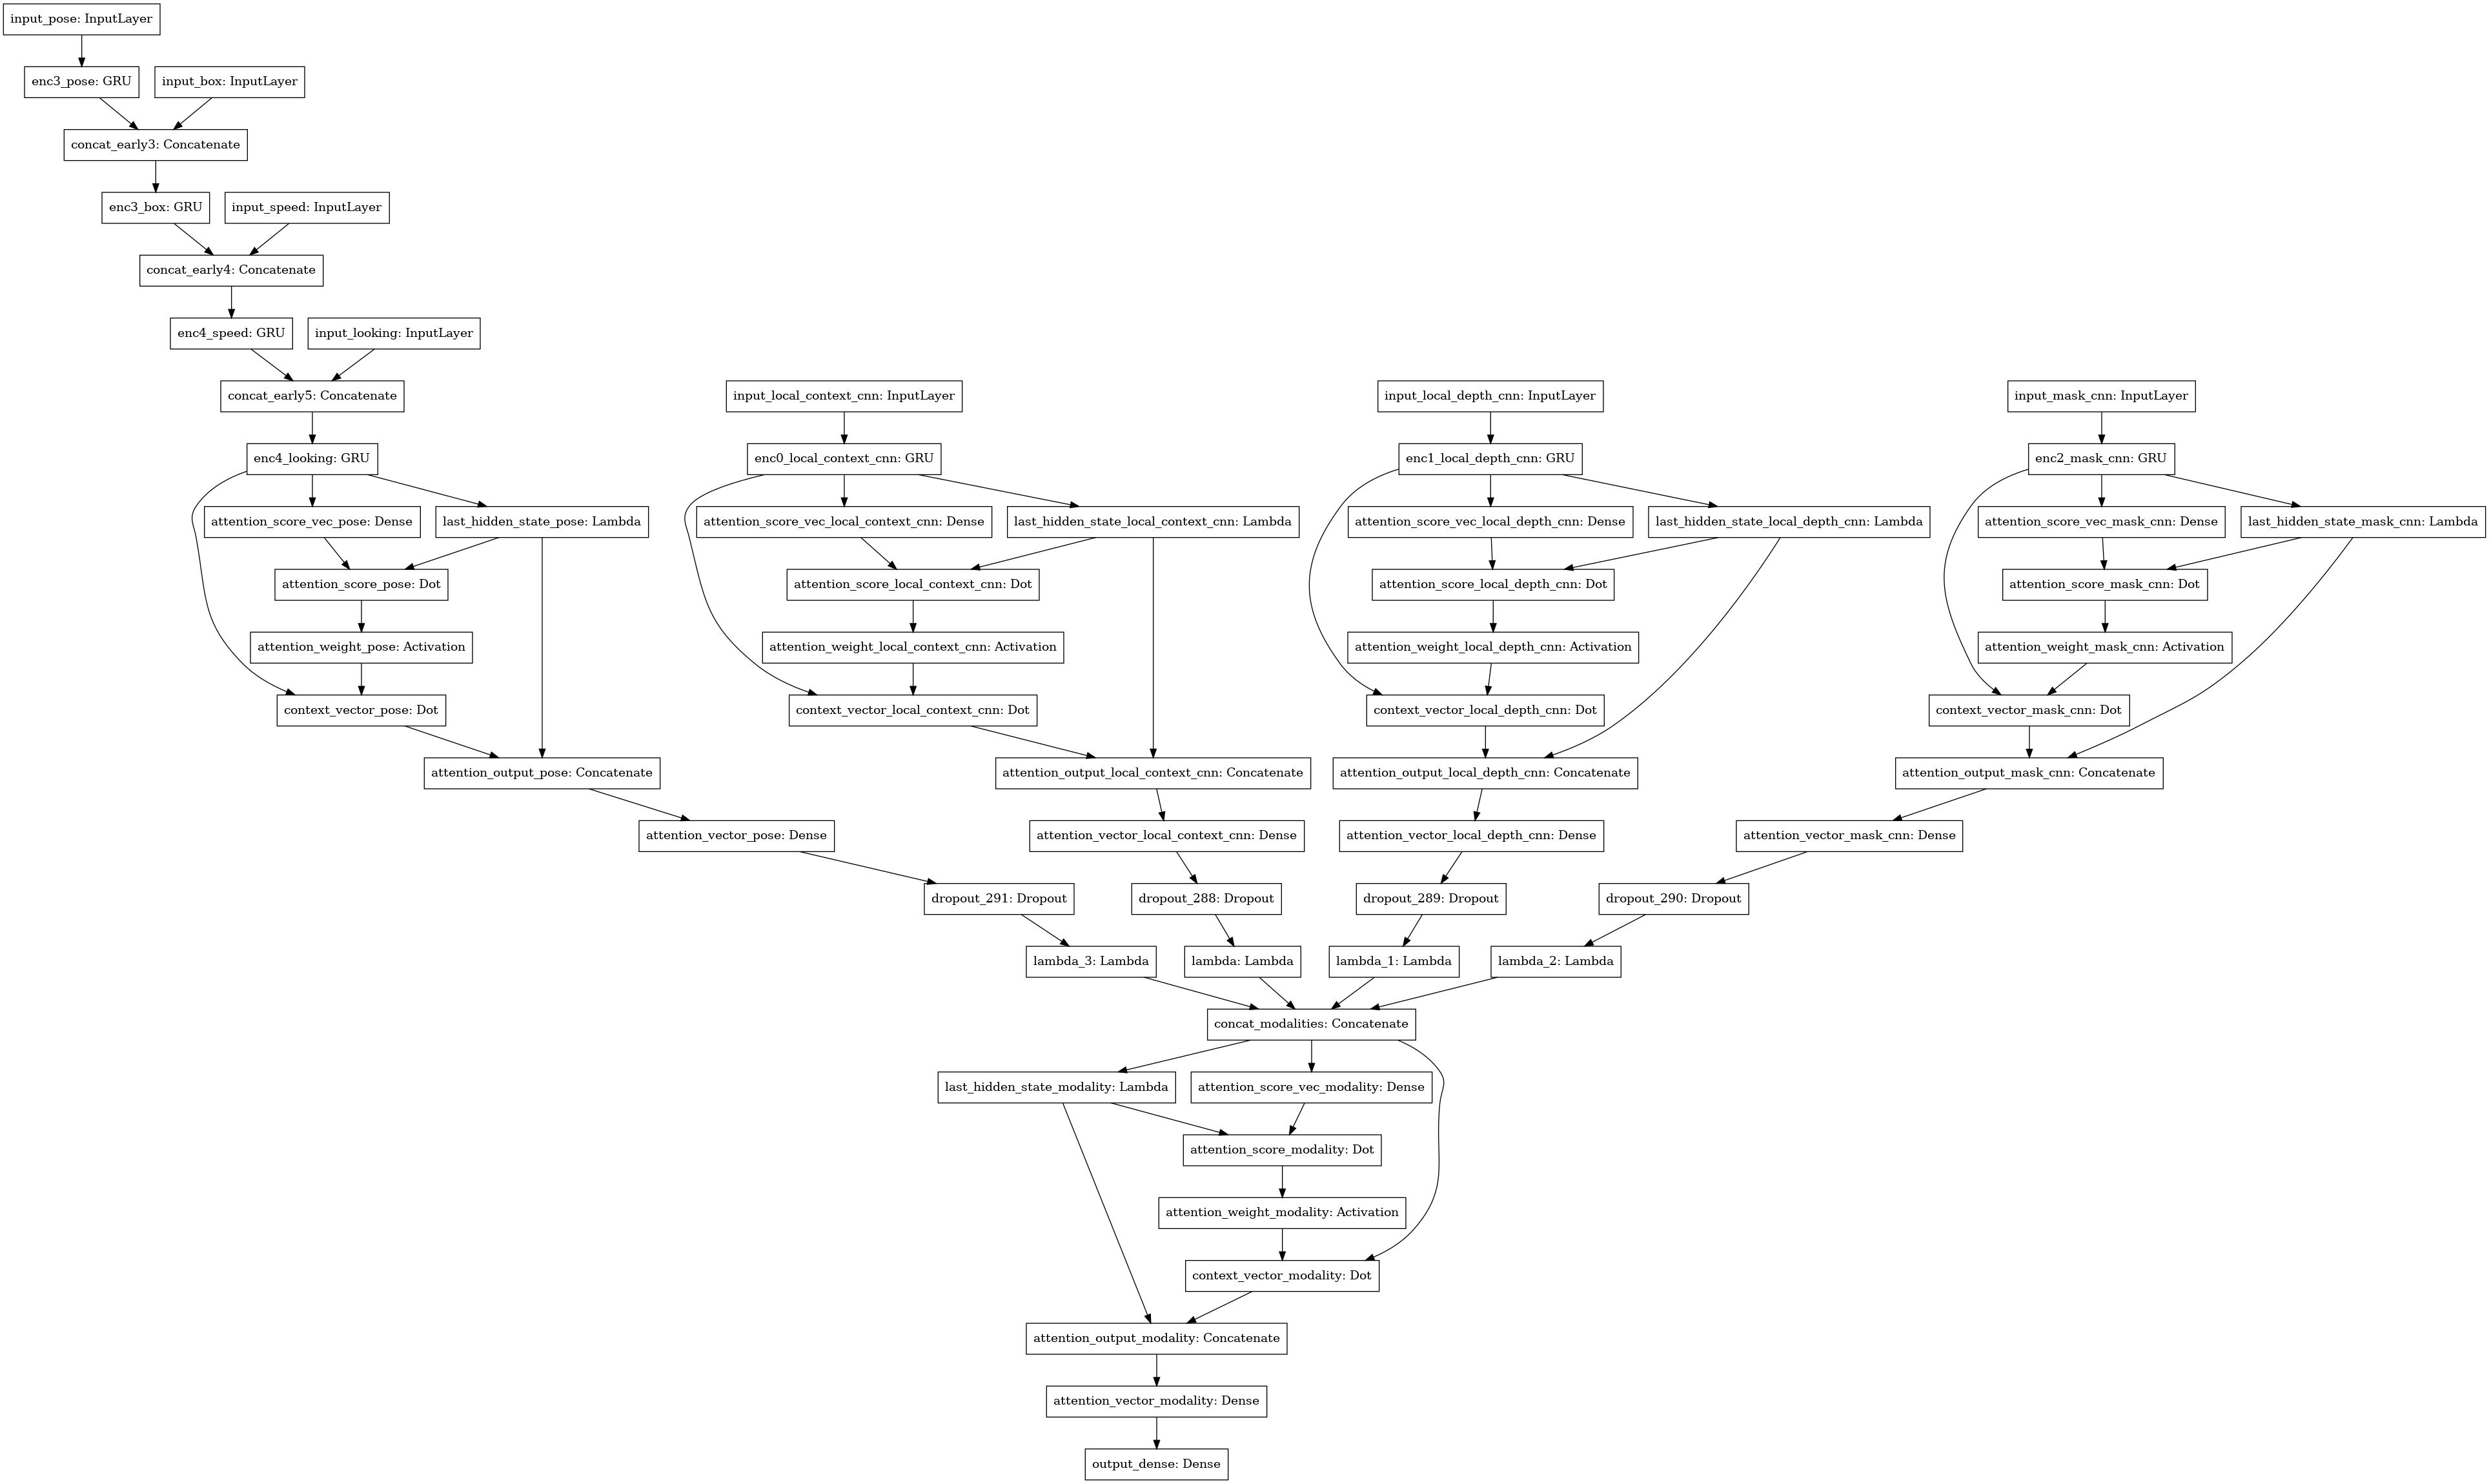 input_pose: InputLayer
enc3_pose: GRU
input_box: InputLayer
concat_early3: Concatenate
enc3_box: GRU
input_speed: InputLayer
concat_early4: Concatenate
enc4_speed: GRU
input_looking: InputLayer
concat_early5: Concatenate
input_local_context_cnn: InputLayer
input_local_depth_cnn: InputLayer
input_mask_cnn: InputLayer
enc4_looking: GRU
enc0_local_context_cnn: GRU
enc1_local_depth_cnn: GRU
enc2_mask_cnn: GRU
attention_score_vec_pose: Dense
last_hidden_state_pose: Lambda
attention_score_vec_local_context_cnn: Dense
last_hidden_state_local_context_cnn: Lambda
attention_score_vec_local_depth_cnn: Dense
last_hidden_state_local_depth_cnn: Lambda
attention_score_vec_mask_cnn: Dense
last_hidden_state_mask_cnn: Lambda
attention_score_pose: Dot
attention_score_local_context_cnn: Dot
attention_score_local_depth_cnn: Dot
attention_score_mask_cnn: Dot
attention_weight_pose: Activation
attention_weight_local_context_cnn: Activation
attention_weight_local_depth_cnn: Activation
attention_weight_mask_cnn: Activation
context_vector_pose: Dot
context_vector_local_context_cnn: Dot
context_vector_local_depth_cnn: Dot
context_vector_mask_cnn: Dot
attention_output_pose: Concatenate
attention_output_local_context_cnn: Concatenate
attention_output_local_depth_cnn: Concatenate
attention_output_mask_cnn: Concatenate
attention_vector_pose: Dense
attention_vector_local_context_cnn: Dense
attention_vector_local_depth_cnn: Dense
attention_vector_mask_cnn: Dense
dropout_291: Dropout
dropout_288: Dropout
dropout_289: Dropout
dropout_290: Dropout
lambda_3: Lambda
lambda: Lambda
lambda_1: Lambda
lambda_2: Lambda
concat_modalities: Concatenate
last_hidden_state_modality: Lambda
attention_score_vec_modality: Dense
attention_score_modality: Dot
attention_weight_modality: Activation
context_vector_modality: Dot
attention_output_modality: Concatenate
attention_vector_modality: Dense
output_dense: Dense